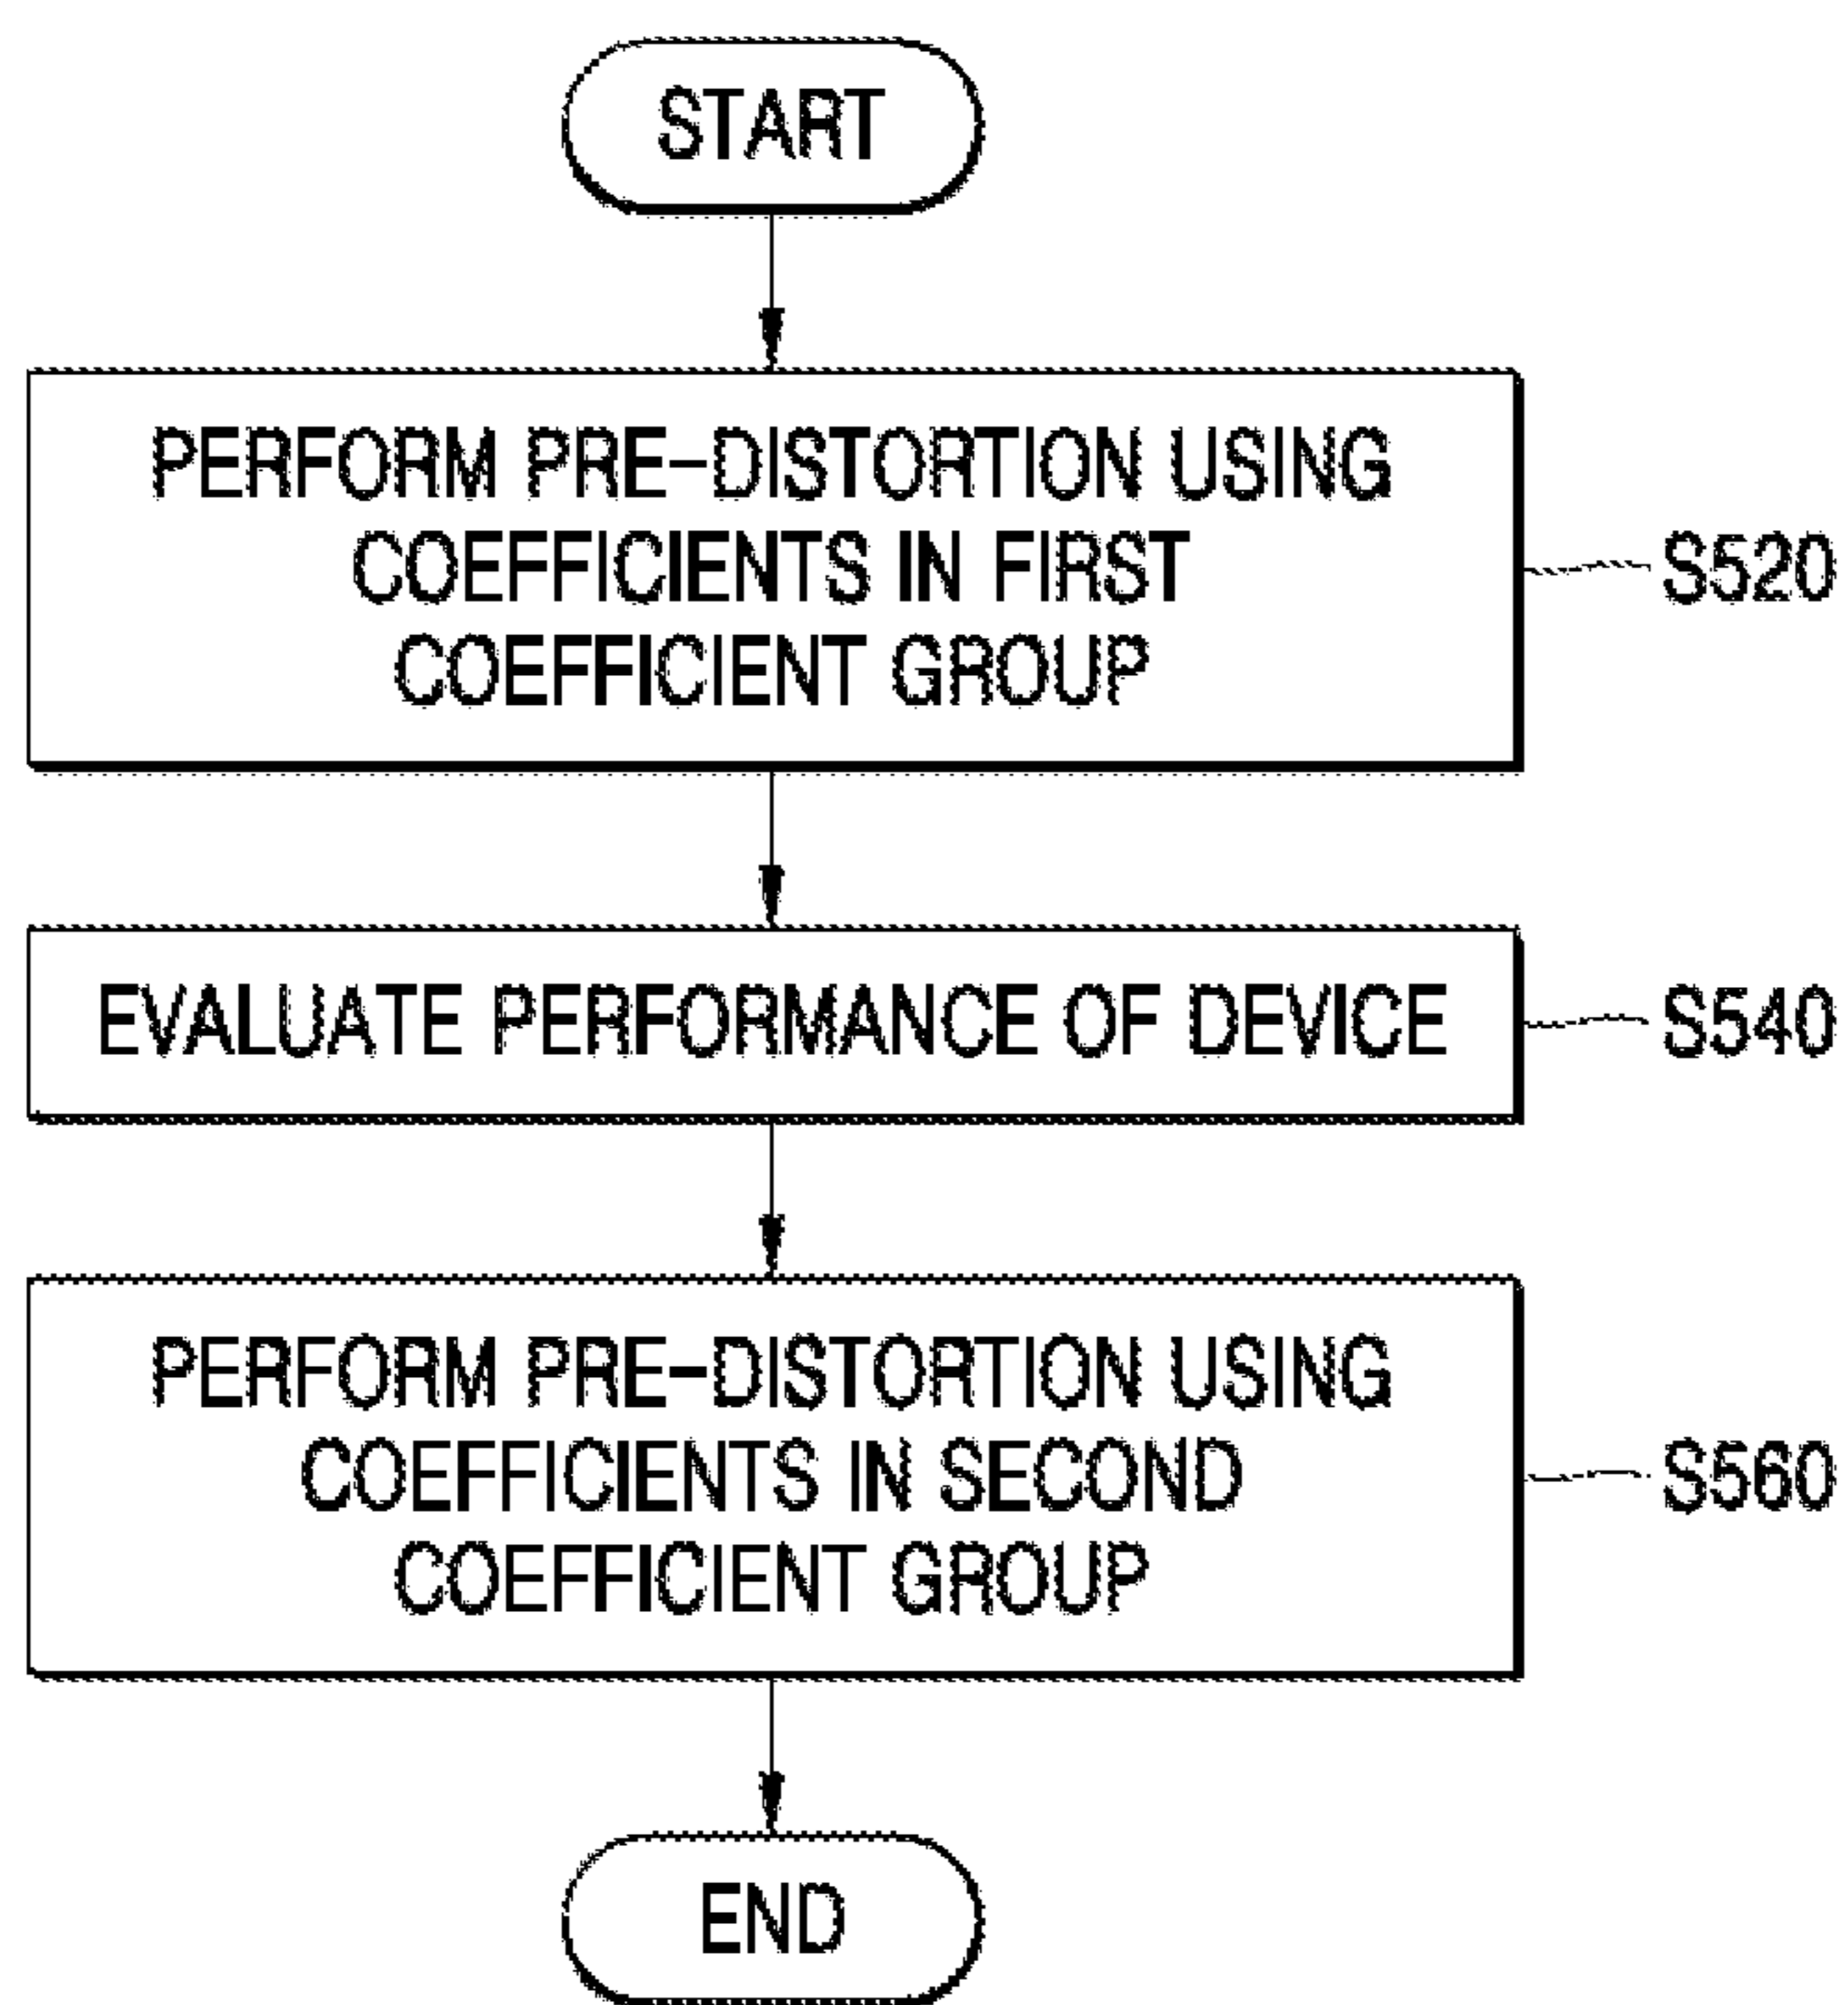 START
PERFORM PRE-DISTORTION USING
COEFFICIENTS IN FIRST
COEFFICIENT GROUP
S520
EVALUATE PERFORMANCE OF DEVICE
S540
PERFORM PRE-DISTORTION USING
COEFFICIENTS IN SECOND
COEFFICIENT GROUP
S560
END